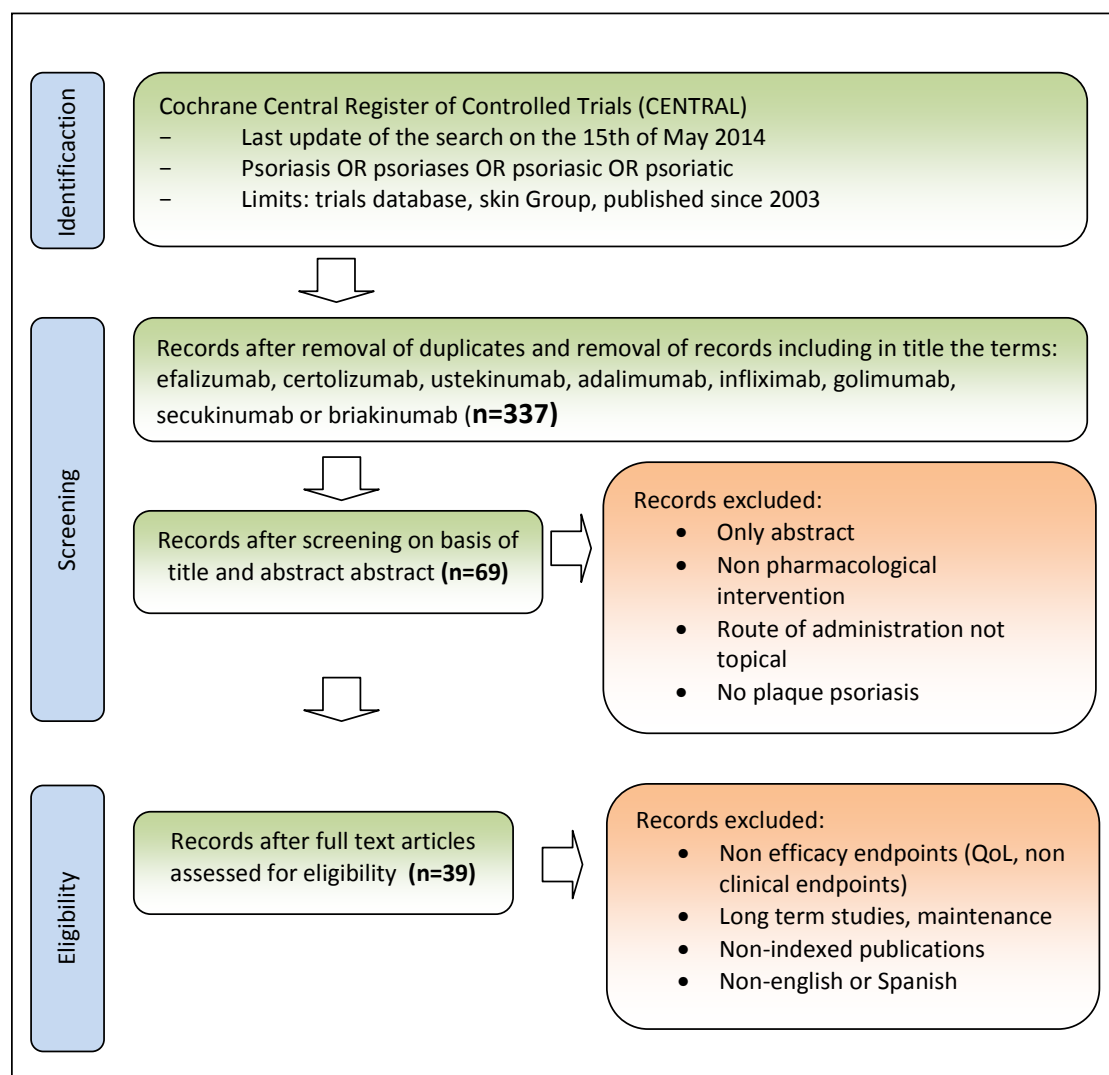 Identificaction
Cochrane Central Register of Controlled Trials (CENTRAL)
− Last update of the search on the 15th of May 2014
− Psoriasis OR psoriases OR psoriasic OR psoriatic
− Limits: trials database, skin Group, published since 2003
Screening
Records after removal of duplicates and removal of records including in title the terms:
efalizumab, certolizumab, ustekinumab, adalimumab, infliximab, golimumab,
secukinumab or briakinumab (n=337)
Records after screening on basis of
title and abstract abstract (n=69)
Records excluded:
• Only abstract
• Non pharmacological
intervention
• Route of administration not
topical
• No plaque psoriasis
Eligibility
Records after full text articles
assessed for eligibility (n=39)
Records excluded:
• Non efficacy endpoints (QoL, non
clinical endpoints)
• Long term studies, maintenance
• Non-indexed publications
• Non-english or Spanish